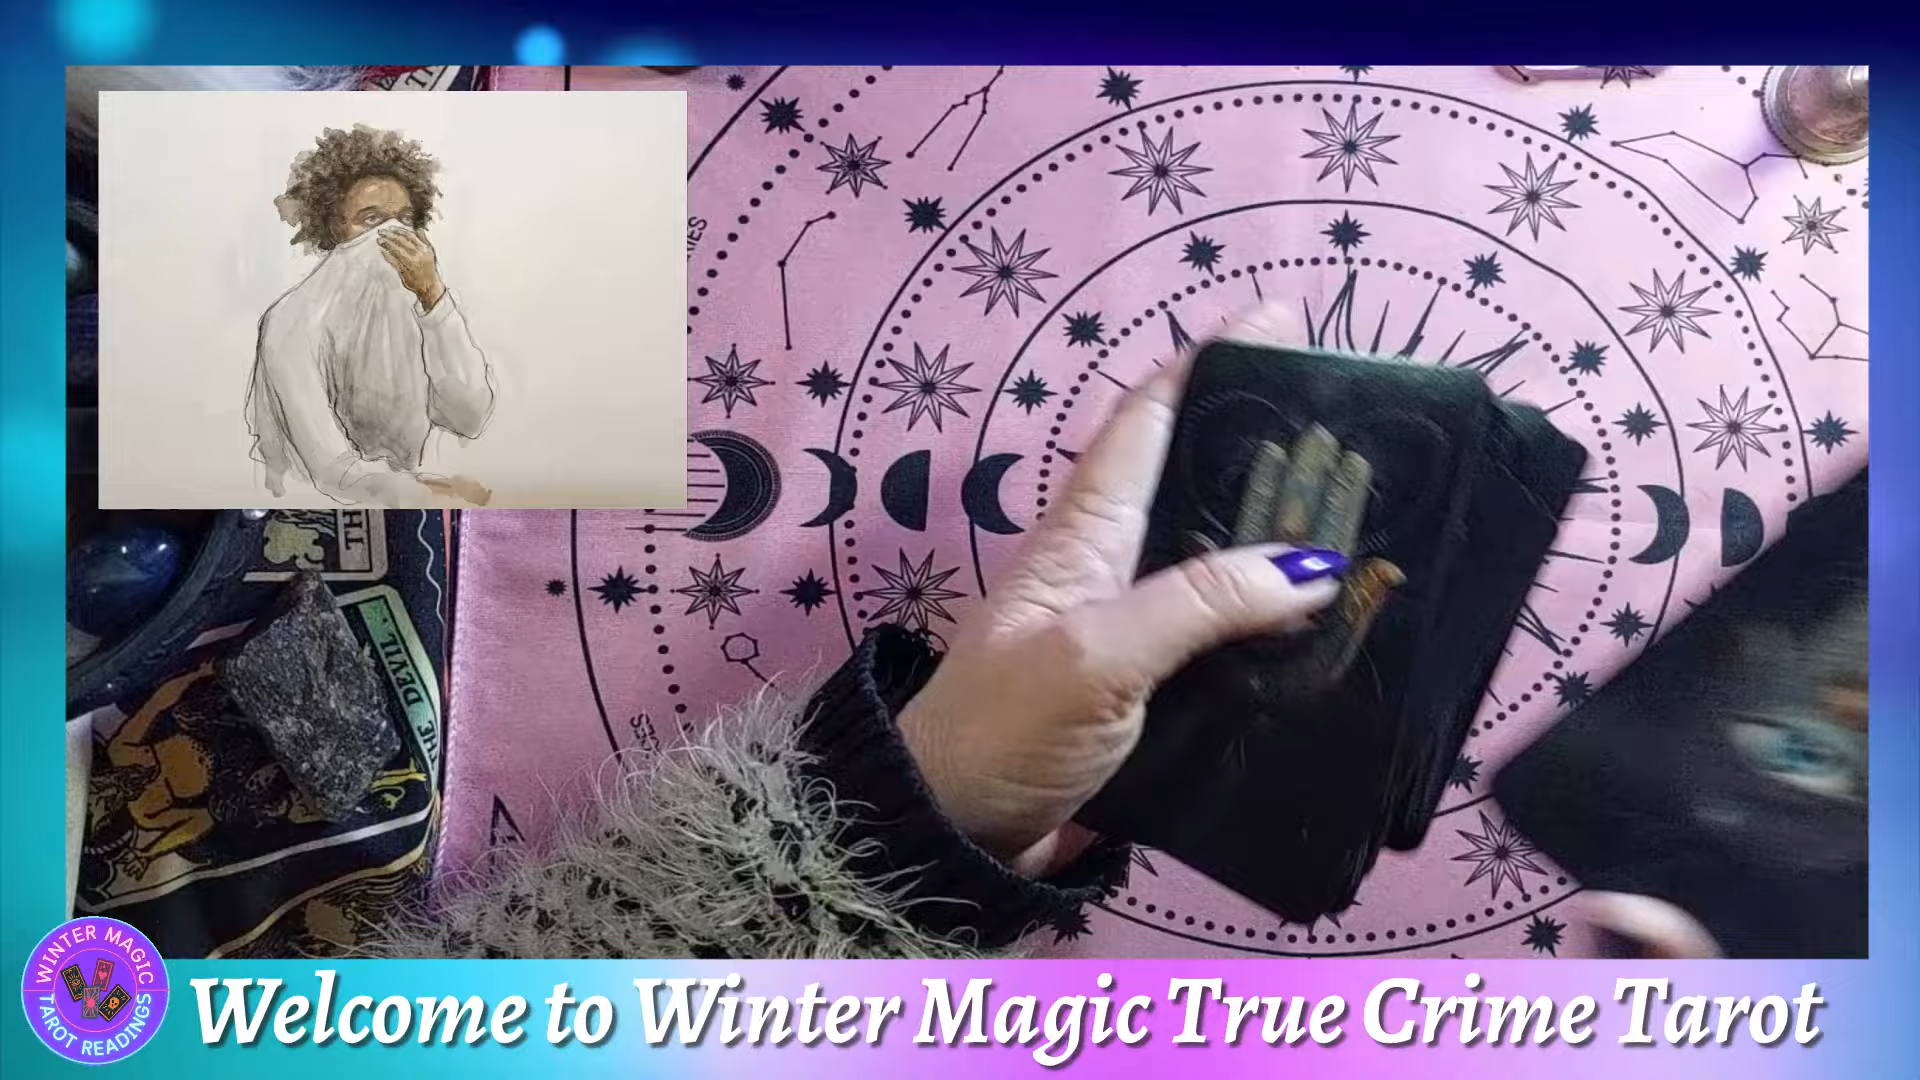 THE DEVIL.
WINTER MAGIC
TAROT READINGS
Welcome to Winter Magic True Crime Tarot